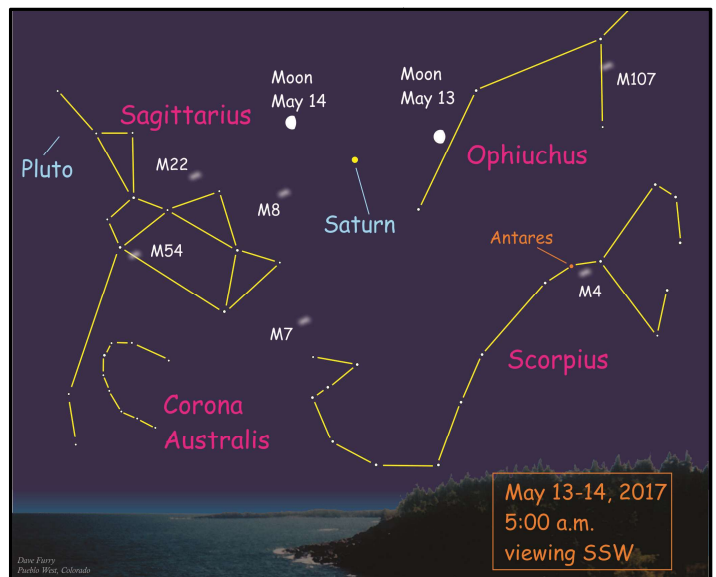 Moon
May 14
Moon
May 13
M107
Sagittarius
Ophiuchus
Pluto
M22
M8
Saturn
Antares
M54
M4
M7
Scorpius
Corona
Australis
May 13-14, 2017
5:00 a.m.
viewing SSW
Dave Furry
Pueblo West, Colorado